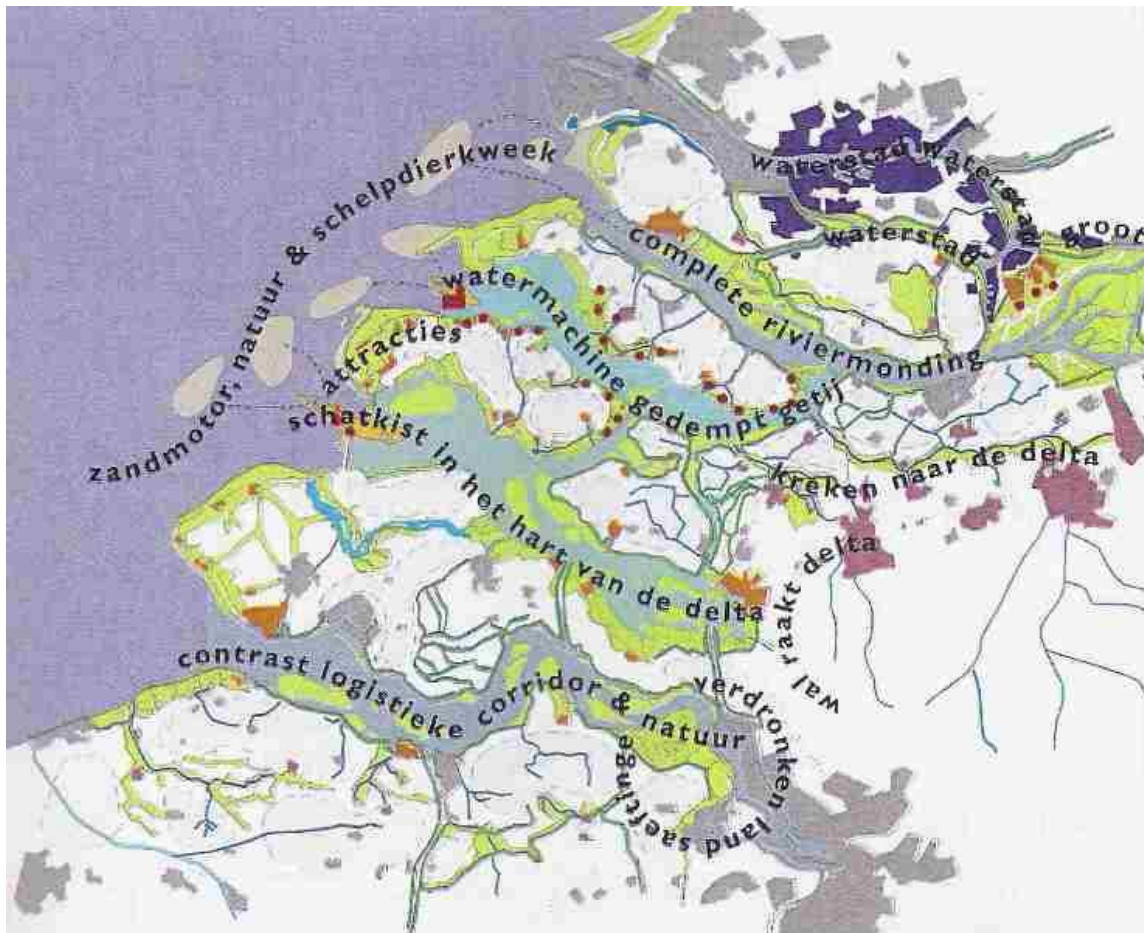 zandmotor, natuur & schelpdierkweek
waterstad waterstad
waterstad
groot
complete riviermonding
watermachine gedempt getij
attracties
schatkist in het hart van de delta
kreken naar de delta
wal raakt delta
contrast logistieke corridor & natuur
verdronken land saeftinge